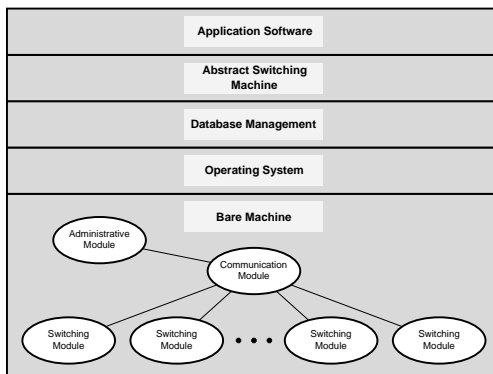 Application Software
Abstract Switching
Machine
Database Management
Operating System
Bare Machine
Administrative
Module
Communication
Module
Switching
Module
Switching
Module
Switching
Module
Switching
Module